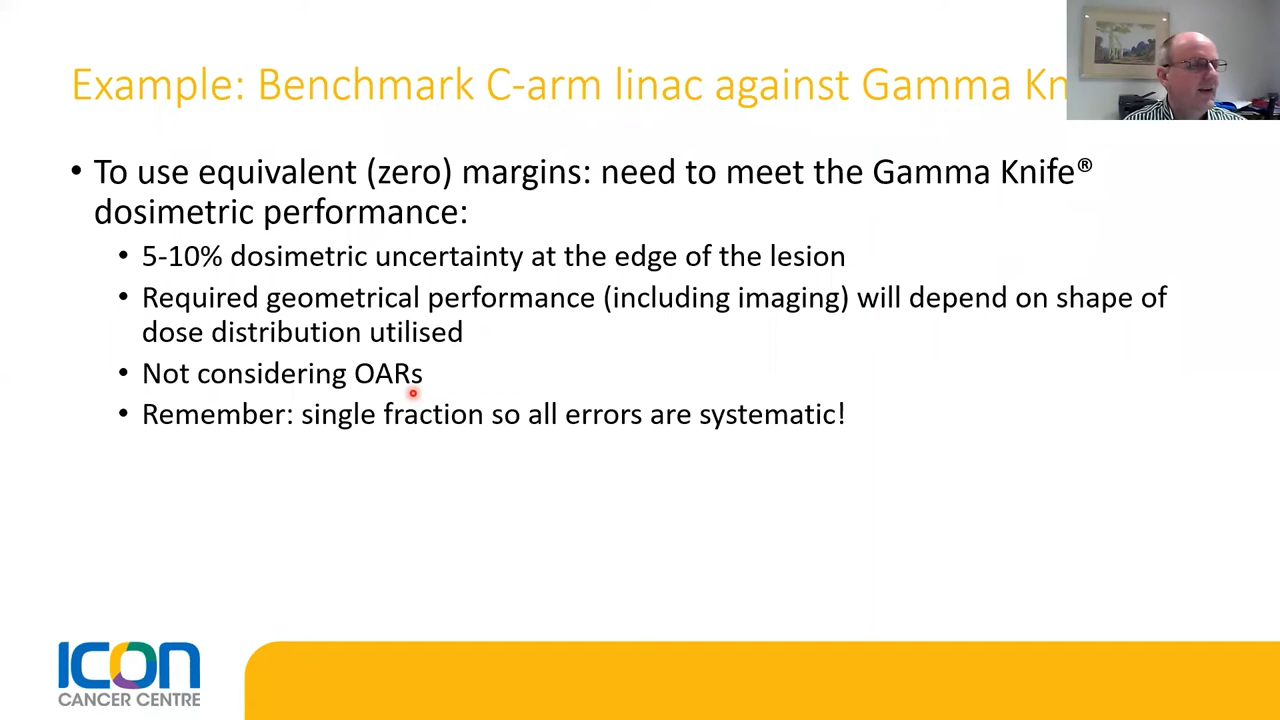 Example: Benchmark C-arm linac against Gamma
• To use equivalent (zero) margins: need to meet the Gamma Knife®
dosimetric performance:
• 5-10% dosimetric uncertainty at the edge of the lesion
• Required geometrical performance (including imaging) will depend on shape of
dose distribution utilised
• Not considering OARs
• Remember: single fraction so all errors are systematic!
ICON
CANCER CENTRE